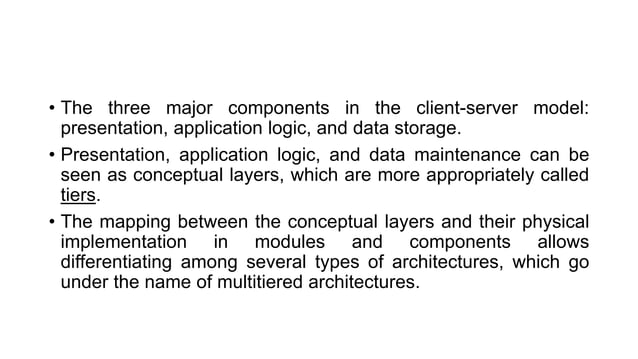 • The three major components in the client-server model:
presentation, application logic, and data storage.
• Presentation, application logic, and data maintenance can be
seen as conceptual layers, which are more appropriately called
tiers.
• The mapping between the conceptual layers and their physical
implementation in modules and components allows
differentiating among several types of architectures, which go
under the name of multitiered architectures.